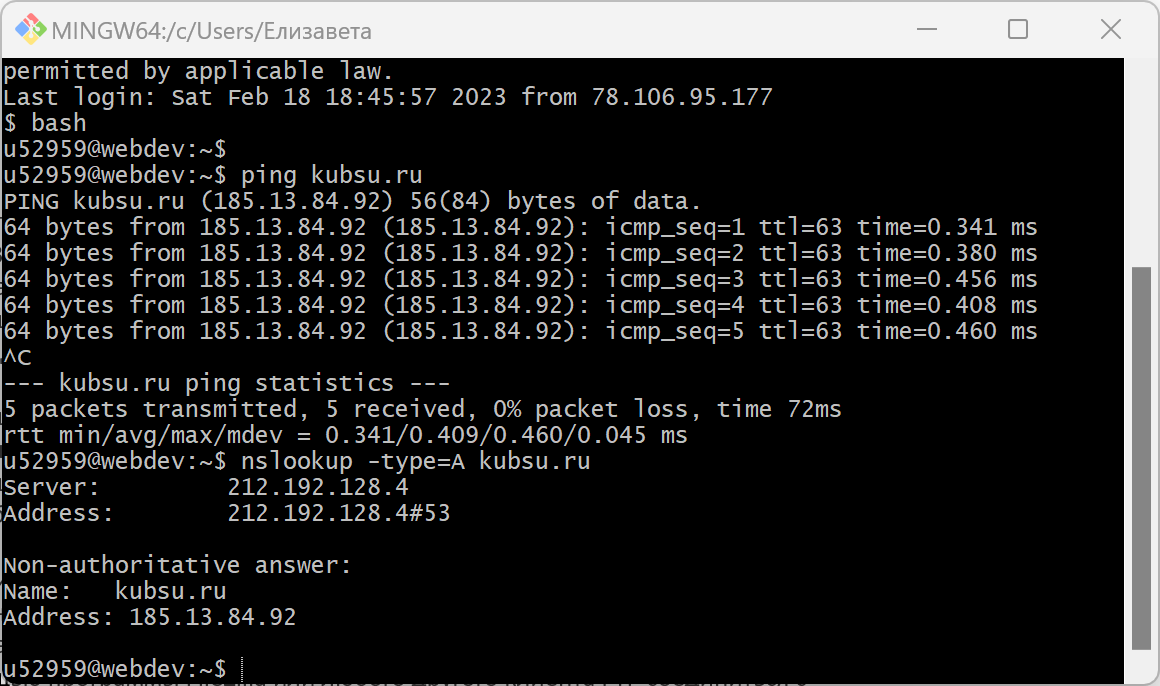 MINGW64:/c/Users/Елизавета
permitted by applicable law.
Last login: Sat Feb 18 18:45:57 2023 from 78.106.95.177
$ bash
u52959@webdev:~$
u52959@webdev:~$ ping kubsu.ru
PING kubsu.ru (185.13.84.92) 56(84) bytes of data.
64 bytes from 185.13.84.92 (185.13.84.92): icmp_seq=1 ttl=63 time=0.341 ms
64 bytes from 185.13.84.92 (185.13.84.92): icmp_seq=2 ttl=63 time=0.380 ms
64 bytes from 185.13.84.92 (185.13.84.92): icmp_seq=3 ttl=63 time=0.456 ms
64 bytes from 185.13.84.92 (185.13.84.92): icmp_seq=4 ttl=63 time=0.408 ms
64 bytes from 185.13.84.92 (185.13.84.92): icmp_seq=5 ttl=63 time=0.460 ms
^C
--- kubsu.ru ping statistics ---
5 packets transmitted, 5 received, 0% packet loss, time 72ms
rtt min/avg/max/mdev = 0.341/0.409/0.460/0.045 ms
u52959@webdev:~$ nslookup -type=A kubsu.ru
Server:         212.192.128.4
Address:        212.192.128.4#53

Non-authoritative answer:
Name:   kubsu.ru
Address: 185.13.84.92

u52959@webdev:~$